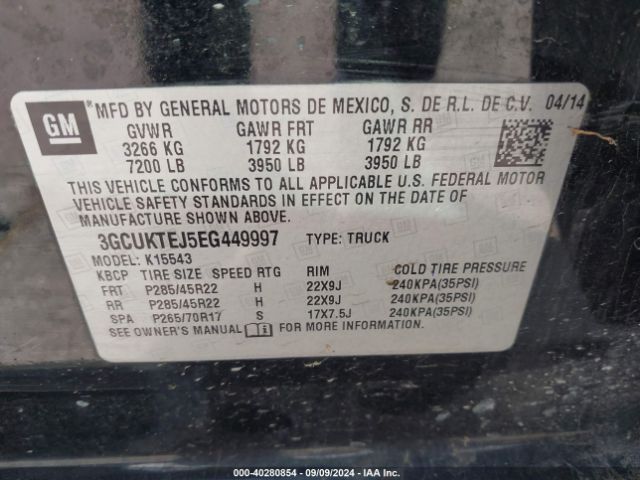 GM ® MFD BY GENERAL MOTORS DE MEXICO, S. DE R.L. DE C.V. 04/14
GVWR GAWR FRT GAWR RR
3266 KG 1792 KG 1792 KG
7200 LB 3950 LB 3950 LB
THIS VEHICLE CONFORMS TO ALL APPLICABLE U.S. FEDERAL MOTOR
VEHICLE SAFETY STANDARDS IN EFFECT ON THE DATE OF
MANUFACTURE SHOWN ABOVE.
3GCUKTEJ5EG449997 TYPE: TRUCK
MODEL: K15543
KBCP TIRE SIZE SPEED RTG RIM COLD TIRE PRESSURE
FRT P285/45R22 H 22X9J 240KPA(35PSI)
RR P285/45R22 H 22X9J 240KPA(35PSI)
SPA P265/70R17 S 17X7.5J 240KPA(35PSI)
SEE OWNER'S MANUAL FOR MORE INFORMATION.
000-40280854 - 09/09/2024 - IAA Inc.